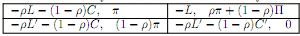 −ρL − (1 − ρ)C, π −L, ρπ + (1 − ρ)Π
−ρL′ − (1 − ρ)C, (1 − ρ)π −ρL′ − (1 − ρ)C′, 0